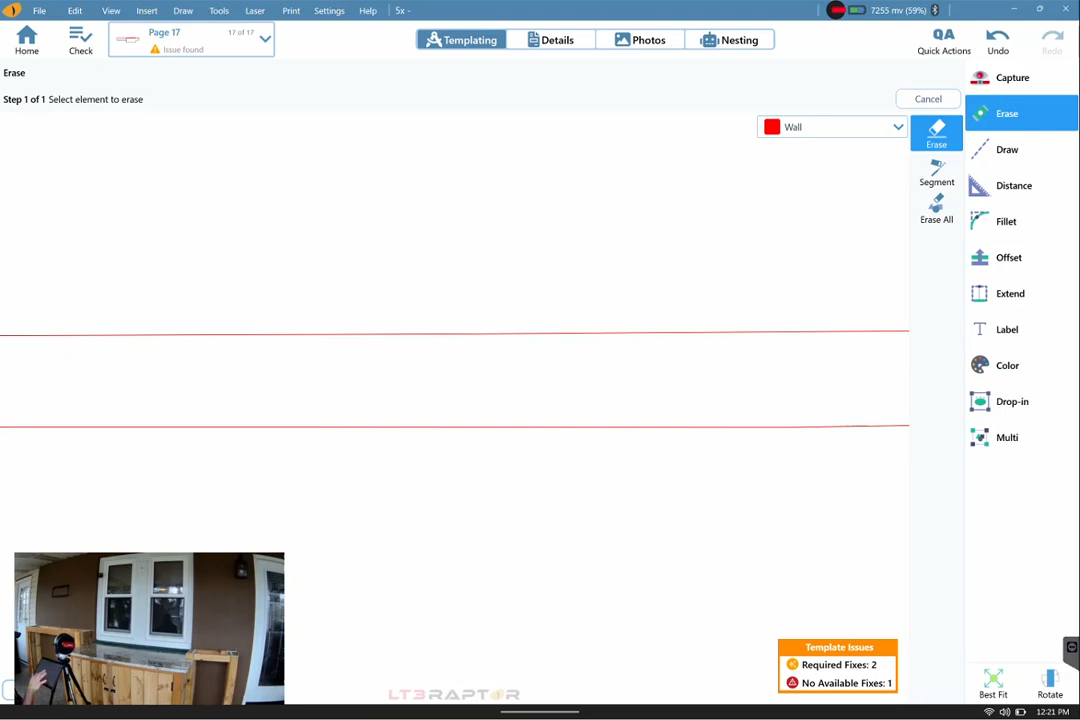 File Edit View Insert Draw Tools Laser Print Settings Help 5x - 7255 mv (59%)
Home
Check
Page 17
17 of 17
Issue found
Templating
Details
Photos
Nesting
QA
Quick Actions
Undo
Redo
Erase
Step 1 of 1 Select element to erase
Cancel
Wall
Erase
Segment
Erase All
Capture
Erase
Draw
Distance
Fillet
Offset
Extend
Label
Color
Drop-in
Multi
Template Issues
Required Fixes: 2
No Available Fixes: 1
LT3RAPTOR
Best Fit
Rotate
12:21 PM